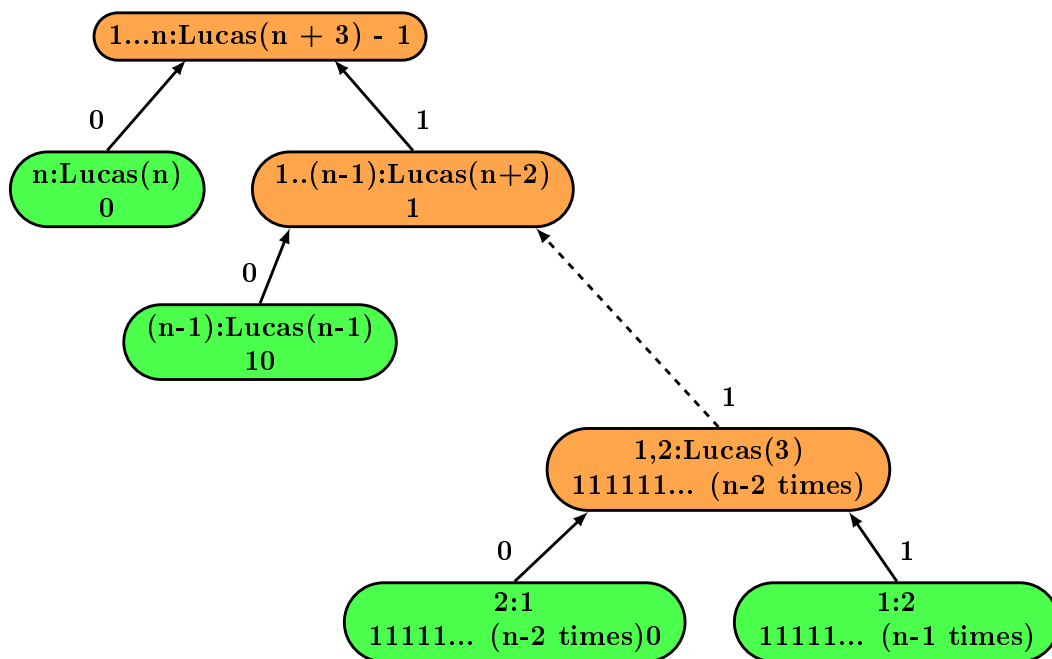 1...n:Lucas(n + 3) - 1
0
1
n:Lucas(n)
0
1..(n-1):Lucas(n+2)
1
0
(n-1):Lucas(n-1)
10
1
1,2:Lucas(3)
111111... (n-2 times)
0
1
2:1
11111... (n-2 times)0
1:2
11111... (n-1 times)